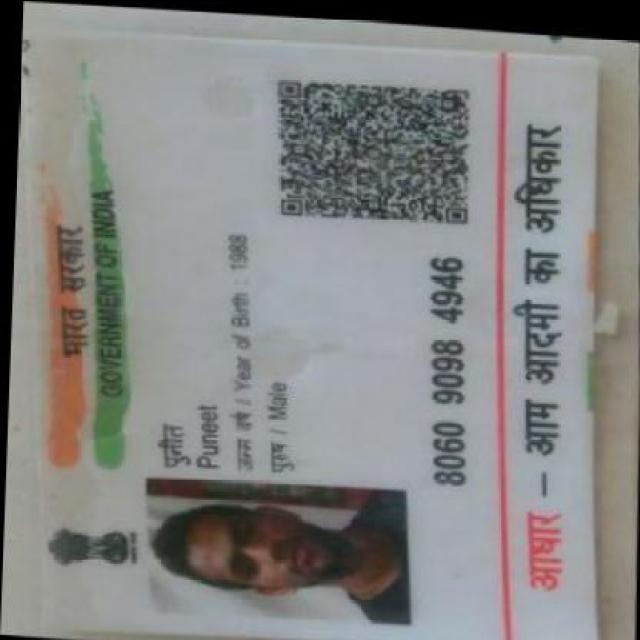 भारत सरकार
GOVERNMENT OF INDIA
पुनीत
Puneet
जन्म वर्ष / Year of Birth : 1988
पुरुष / Male
8060 9098 4946
आधार – आम आदमी का अधिकार